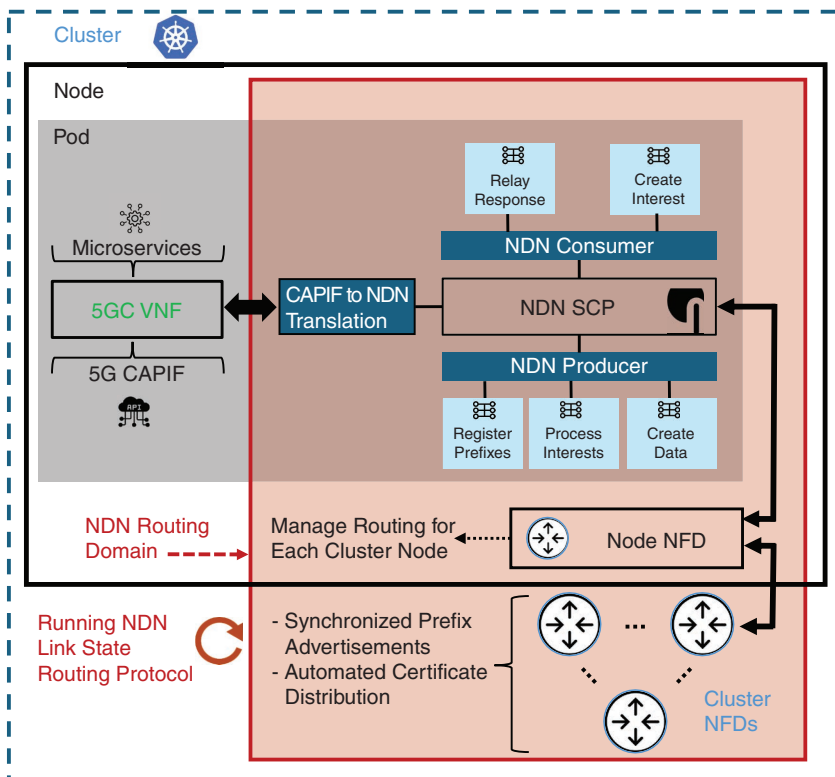 Cluster
Node
Pod
Relay
Response
Create
Interest
Microservices
NDN Consumer
5GC VNF
CAPIF to NDN
Translation
NDN SCP
5G CAPIF
API
NDN Producer
Register
Prefixes
Process
Interests
Create
Data
NDN Routing
Domain
Manage Routing for
Each Cluster Node
Node NFD
Running NDN
Link State
Routing Protocol
- Synchronized Prefix
Advertisements
- Automated Certificate
Distribution
...
Cluster
NFDs